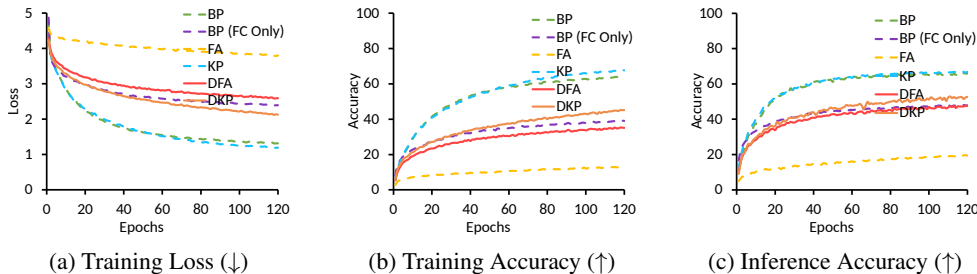 5
4
3
2
1
0
Loss
0 20 40 60 80 100 120
Epochs
BP
BP (FC Only)
FA
KP
DFA
DKP
(a) Training Loss (↓)
100
80
60
40
20
0
Accuracy
0 20 40 60 80 100 120
Epochs
BP
BP (FC Only)
FA
KP
DFA
DKP
(b) Training Accuracy (↑)
100
80
60
40
20
0
Accuracy
0 20 40 60 80 100 120
Epochs
BP
BP (FC Only)
FA
KP
DFA
DKP
(c) Inference Accuracy (↑)